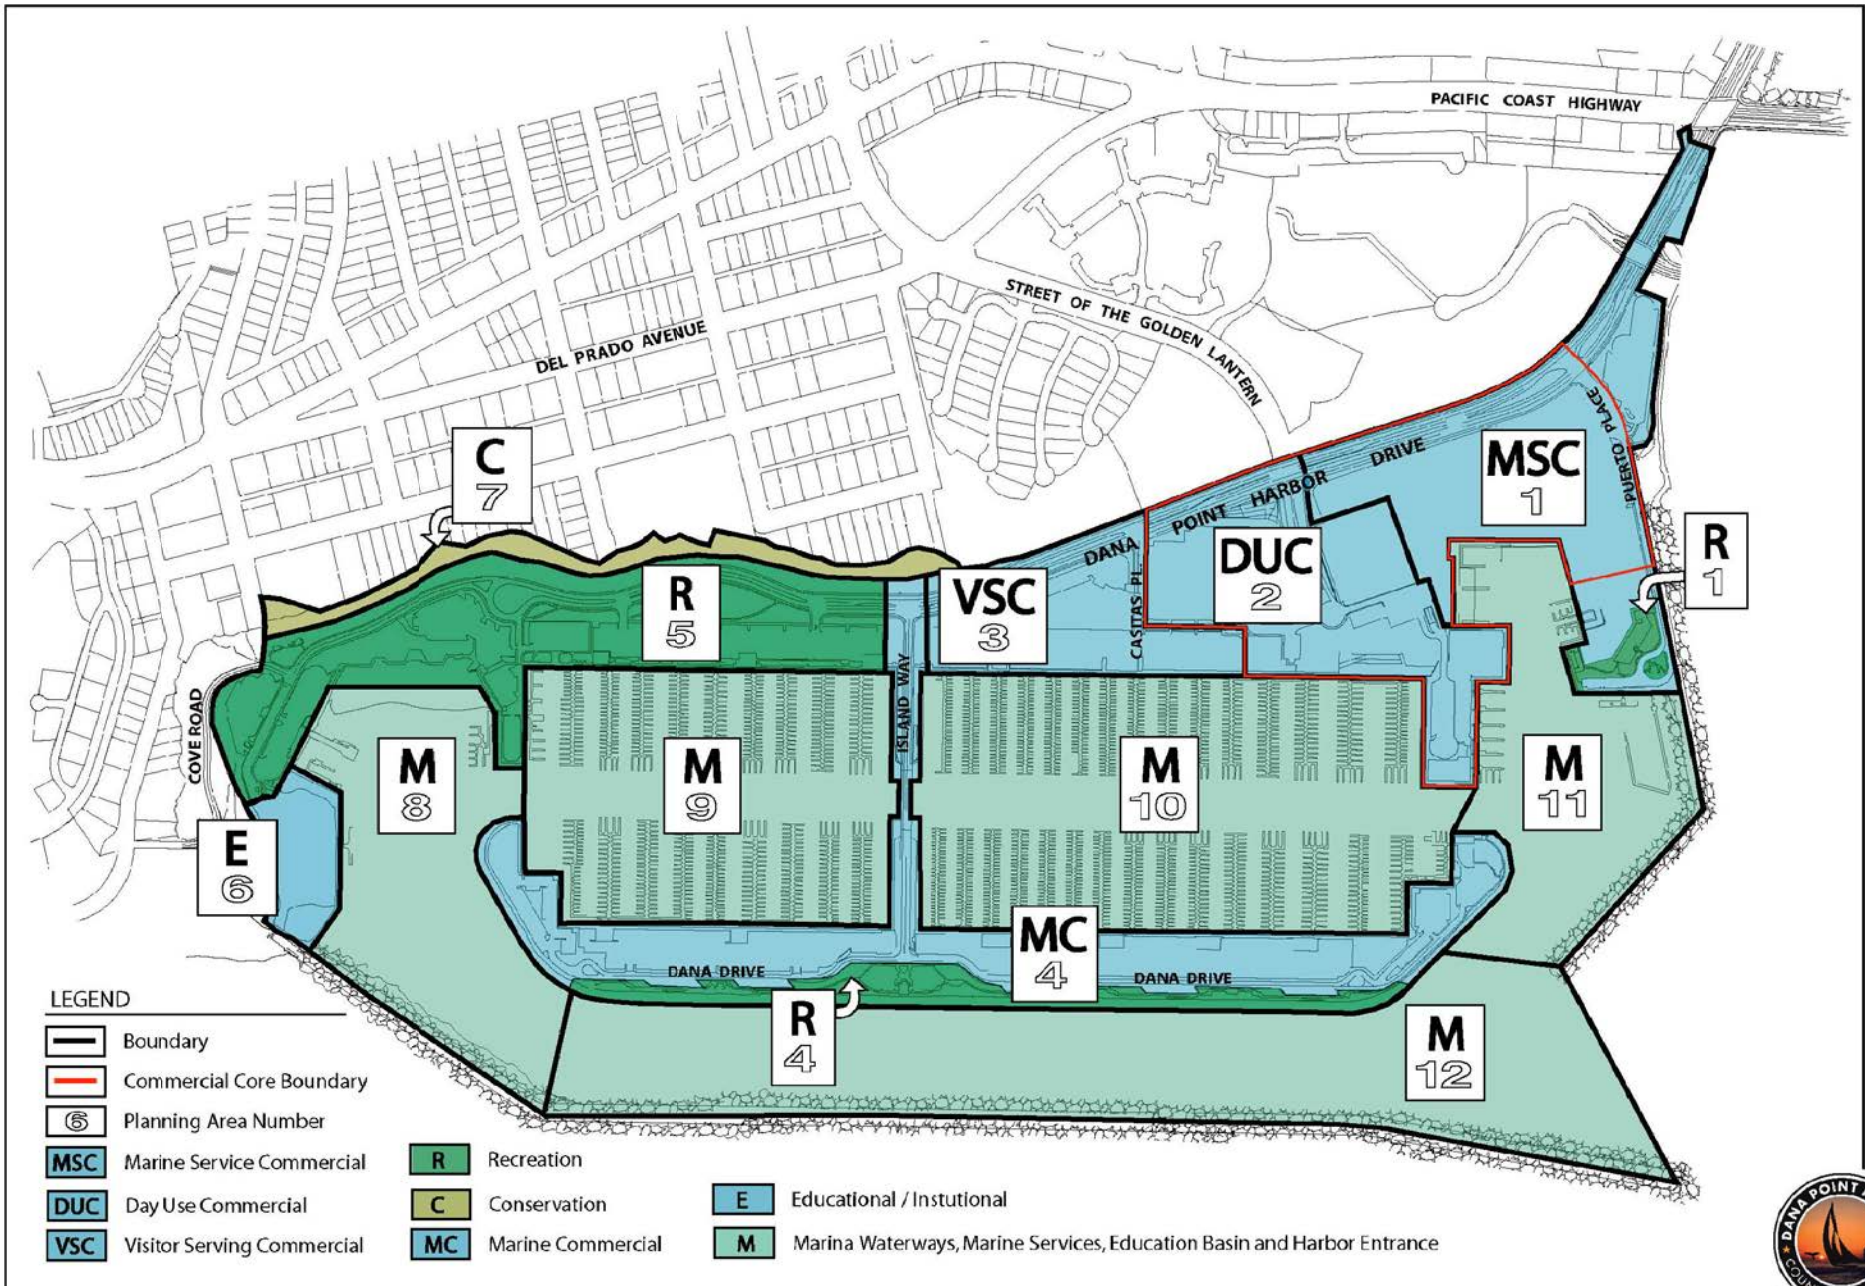 PACIFIC COAST HIGHWAY
STREET OF THE GOLDEN LANTERN
DEL PRADO AVENUE
PUERTO PLACE
DANA POINT HARBOR DRIVE
CASITAS PL.
ISLAND WAY
COVE ROAD
C
7
MSC
1
R
1
DUC
2
VSC
3
R
5
M
8
M
9
M
10
M
11
E
6
MC
4
DANA DRIVE
DANA DRIVE
R
4
M
12
LEGEND
Boundary
Commercial Core Boundary
6 Planning Area Number
MSC Marine Service Commercial
DUC Day Use Commercial
VSC Visitor Serving Commercial
R Recreation
C Conservation
MC Marine Commercial
E Educational / Instutional
M Marina Waterways, Marine Services, Education Basin and Harbor Entrance
DANA POINT